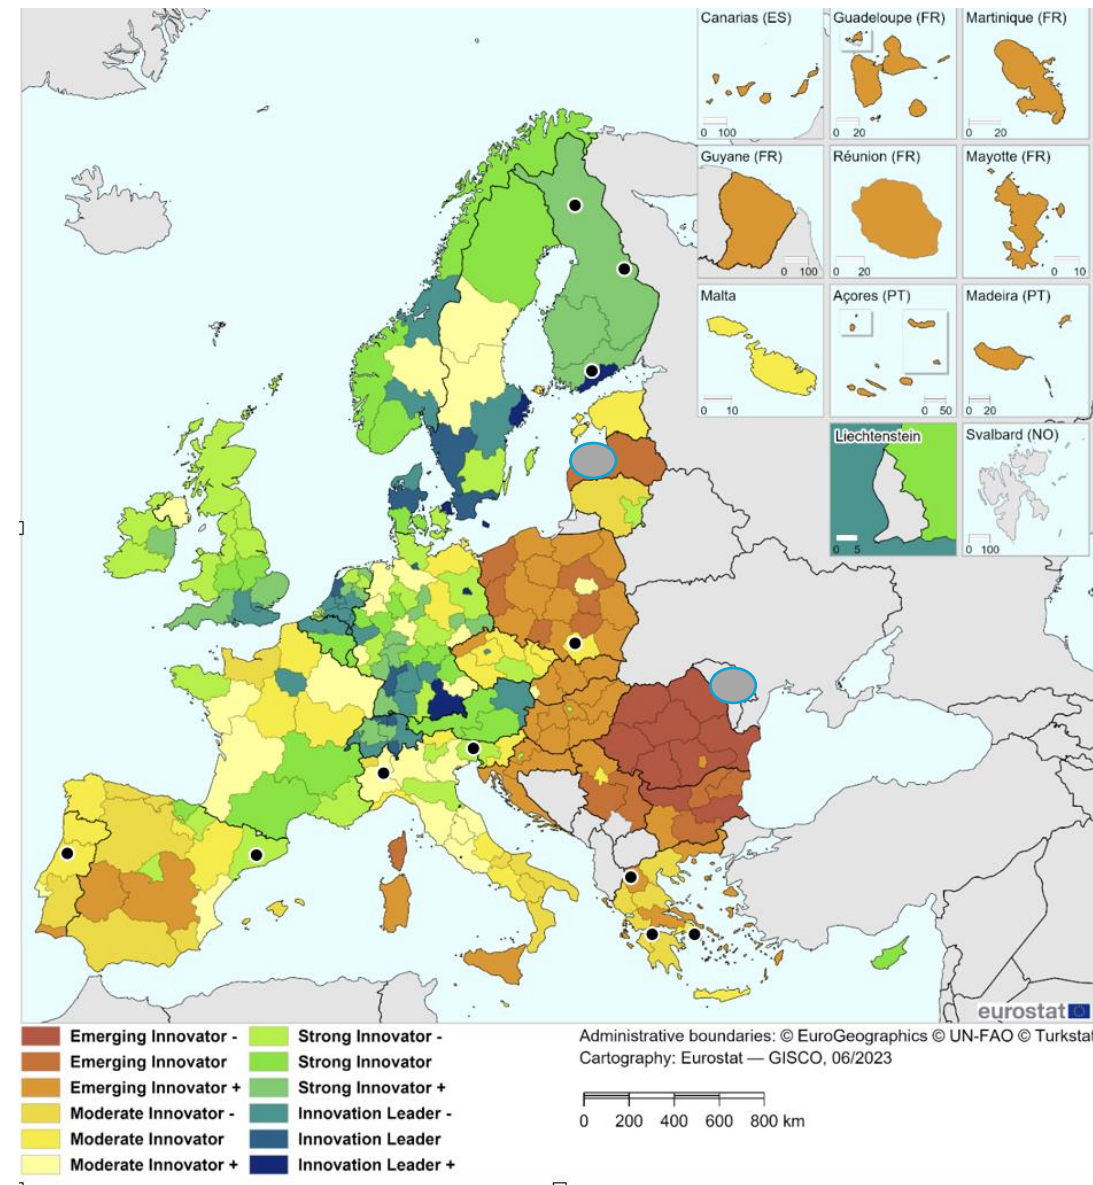 Canarias (ES)
0 100
Guadeloupe (FR)
0 20
Martinique (FR)
0 20
Guyane (FR)
0 100
Réunion (FR)
0 20
Mayotte (FR)
0 10
Malta
0 10
Açores (PT)
0 50
Madeira (PT)
0 20
Liechtenstein
0 5
Svalbard (NO)
0 100
eurostat
Emerging Innovator -
Emerging Innovator
Emerging Innovator +
Moderate Innovator -
Moderate Innovator
Moderate Innovator +
Strong Innovator -
Strong Innovator
Strong Innovator +
Innovation Leader -
Innovation Leader
Innovation Leader +
Administrative boundaries: © EuroGeographics © UN-FAO © Turkstat
Cartography: Eurostat — GISCO, 06/2023
0 200 400 600 800 km